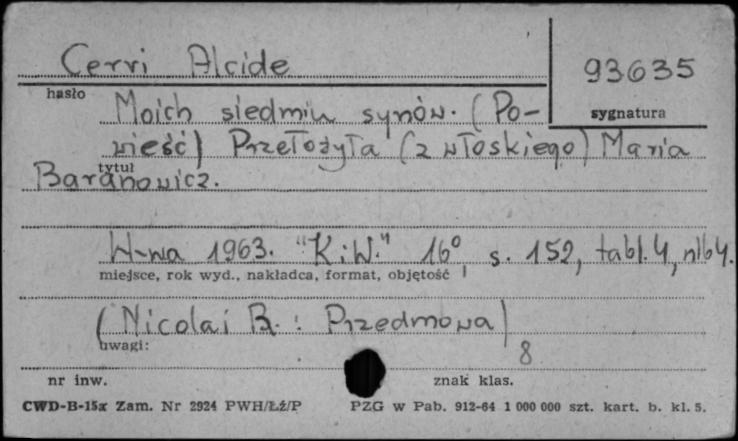 Cerri Alcide
93635
hasło
Moich siedmiu synów. (Po-
sygnatura
wieść) Przełożyła (z włoskiego) Maria
tytuł
Baranowicz.
W-wa 1963. "KiW." 16° s. 152, tabl. 4, nlb 4.
miejsce, rok wyd., nakładca, format, objętość
(Nicolai R. : Przedmowa)
uwagi:
8
nr inw.
znak klas.
CWD-B-15x Zam. Nr 2924 PWH/Łź/P PZG w Pab. 912-64 1 000 000 szt. kart. b. kl. 5.